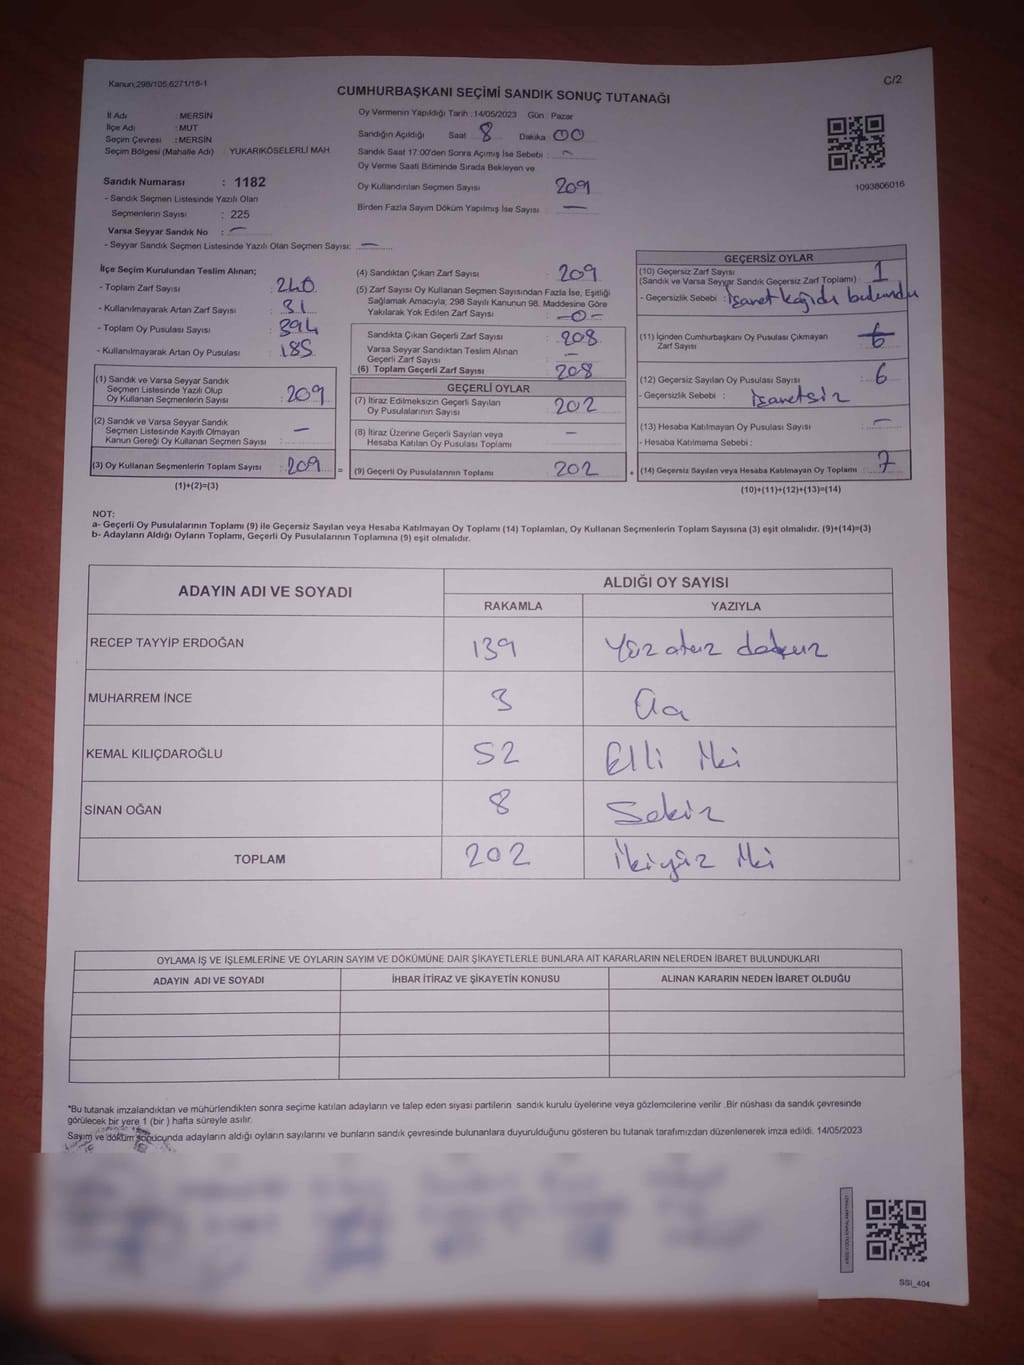 Kanun:298/105;6271/16-1
C/2
CUMHURBAŞKANI SEÇİMİ SANDIK SONUÇ TUTANAĞI
İl Adı : MERSİN
İlçe Adı : MUT
Seçim Çevresi : MERSİN
Seçim Bölgesi (Mahalle Adı) : YUKARIKÖSELERLİ MAH.
Oy Vermenin Yapıldığı Tarih :14/05/2023 Gün: Pazar
Sandığın Açıldığı Saat 8 Dakika 00
Sandık Saat 17:00'den Sonra Açımış İse Sebebi : -
Oy Verme Saati Bitiminde Sırada Bekleyen ve
Oy Kullandırılan Seçmen Sayısı 209
Birden Fazla Sayım Döküm Yapılmış İse Sayısı : -
1093806016
Sandık Numarası : 1182
- Sandık Seçmen Listesinde Yazılı Olan
Seçmenlerin Sayısı : 225
Varsa Seyyar Sandık No : -
- Seyyar Sandık Seçmen Listesinde Yazılı Olan Seçmen Sayısı: -
İlçe Seçim Kurulundan Teslim Alınan;
- Toplam Zarf Sayısı : 240
- Kullanılmayarak Artan Zarf Sayısı : 31
- Toplam Oy Pusulası Sayısı : 394
- Kullanılmayarak Artan Oy Pusulası : 185
(1) Sandık ve Varsa Seyyar Sandık
Seçmen Listesinde Yazılı Olup
Oy Kullanan Seçmenlerin Sayısı : 209
(2) Sandık ve Varsa Seyyar Sandık
Seçmen Listesinde Kayıtlı Olmayan
Kanun Gereği Oy Kullanan Seçmen Sayısı : -
(3) Oy Kullanan Seçmenlerin Toplam Sayısı : 209 =
(1)+(2)=(3)
(4) Sandıktan Çıkan Zarf Sayısı : 209
(5) Zarf Sayısı Oy Kullanan Seçmen Sayısından Fazla İse, Eşitliği
Sağlamak Amacıyla; 298 Sayılı Kanunun 98. Maddesine Göre
Yakılarak Yok Edilen Zarf Sayısı : -0-
Sandıkta Çıkan Geçerli Zarf Sayısı : 208
Varsa Seyyar Sandıktan Teslim Alınan
Geçerli Zarf Sayısı : -
(6) Toplam Geçerli Zarf Sayısı : 208
GEÇERLİ OYLAR
(7) İtiraz Edilmeksizin Geçerli Sayılan
Oy Pusulalarının Sayısı : 202
(8) İtiraz Üzerine Geçerli Sayılan veya
Hesaba Katılan Oy Pusulası Toplamı : -
(9) Geçerli Oy Pusulalarının Toplamı : 202 +
GEÇERSİZ OYLAR
(10) Geçersiz Zarf Sayısı
(Sandık ve Varsa Seyyar Sandık Geçersiz Zarf Toplamı) : 1
- Geçersizlik Sebebi : İşaret kağıdı bulundu
(11) İçinden Cumhurbaşkanı Oy Pusulası Çıkmayan
Zarf Sayısı : 6
(12) Geçersiz Sayılan Oy Pusulası Sayısı : 6
- Geçersizlik Sebebi : İşaretsiz
(13) Hesaba Katılmayan Oy Pusulası Sayısı : -
- Hesaba Katılmama Sebebi :
(14) Geçersiz Sayılan veya Hesaba Katılmayan Oy Toplamı : 7
(10)+(11)+(12)+(13)=(14)
NOT:
a- Geçerli Oy Pusulalarının Toplamı (9) ile Geçersiz Sayılan veya Hesaba Katılmayan Oy Toplamı (14) Toplamları, Oy Kullanan Seçmenlerin Toplam Sayısına (3) eşit olmalıdır. (9)+(14)=(3)
b- Adayların Aldığı Oyların Toplamı, Geçerli Oy Pusulalarının Toplamına (9) eşit olmalıdır.
ADAYIN ADI VE SOYADI
ALDIĞI OY SAYISI
RAKAMLA YAZIYLA
RECEP TAYYİP ERDOĞAN 139 Yüz otuz dokuz
MUHARREM İNCE 3
KEMAL KILIÇDAROĞLU 52 Elli İki
SİNAN OĞAN 8 Sekiz
TOPLAM 202 İkiyüz İki
OYLAMA İŞ VE İŞLEMLERİNE VE OYLARIN SAYIM VE DÖKÜMÜNE DAİR ŞİKAYETLERLE BUNLARA AİT KARARLARIN NELERDEN İBARET BULUNDUKLARI
ADAYIN ADI VE SOYADI İHBAR İTİRAZ VE ŞİKAYETİN KONUSU ALINAN KARARIN NEDEN İBARET OLDUĞU
*Bu tutanak imzalandıktan ve mühürlendikten sonra seçime katılan adayların ve talep eden siyasi partilerin sandık kurulu üyelerine veya gözlemcilerine verilir .Bir nüshası da sandık çevresinde
görülecek bir yere 1 (bir ) hafta süreyle asılır.
Sayım ve döküm sonucunda adayların aldığı oyların sayılarını ve bunların sandık çevresinde bulunanlara duyurulduğunu gösteren bu tutanak tarafımızdan düzenlenerek imza edildi. 14/05/2023
SSI_404